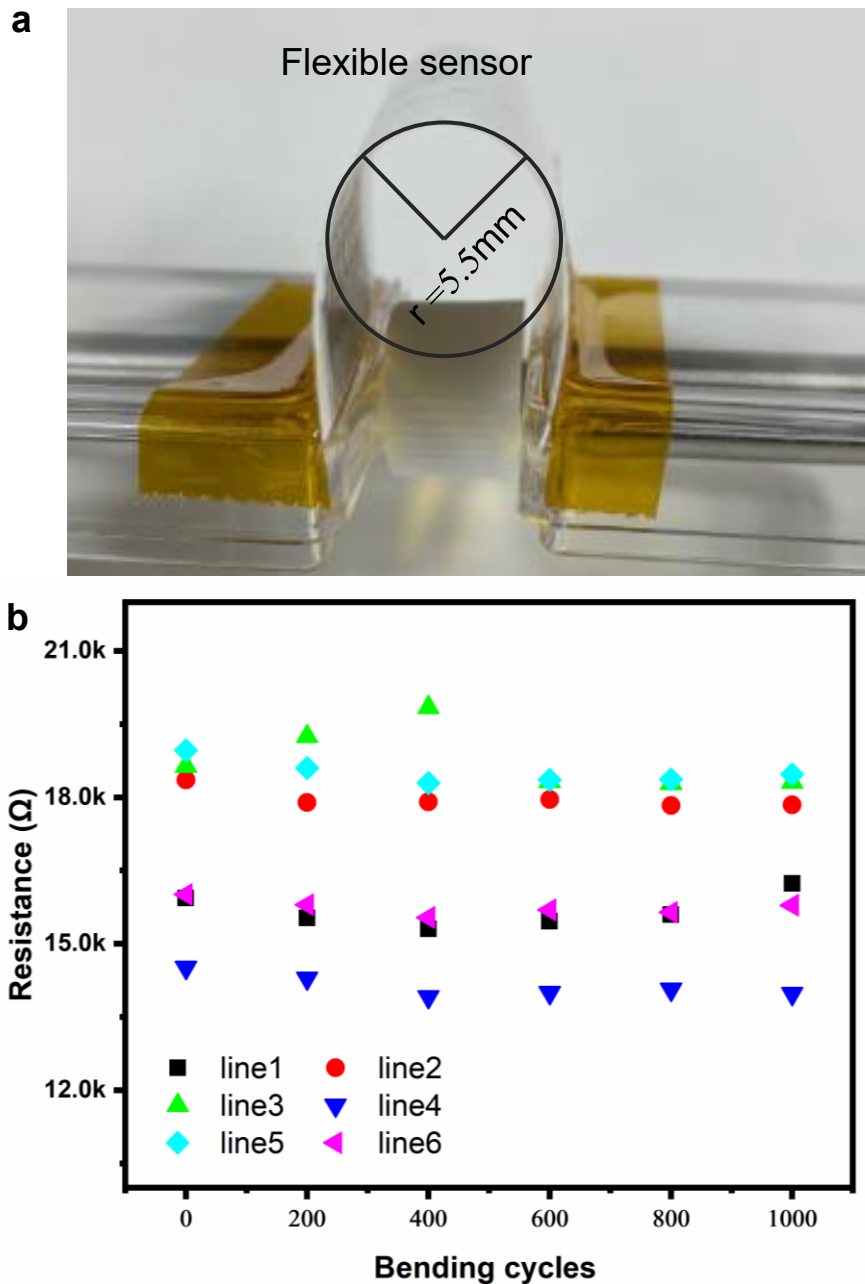 a
Flexible sensor
r =5.5mm
b
21.0k
18.0k
15.0k
12.0k
Resistance (Ω)
line1
line2
line3
line4
line5
line6
0 200 400 600 800 1000
Bending cycles